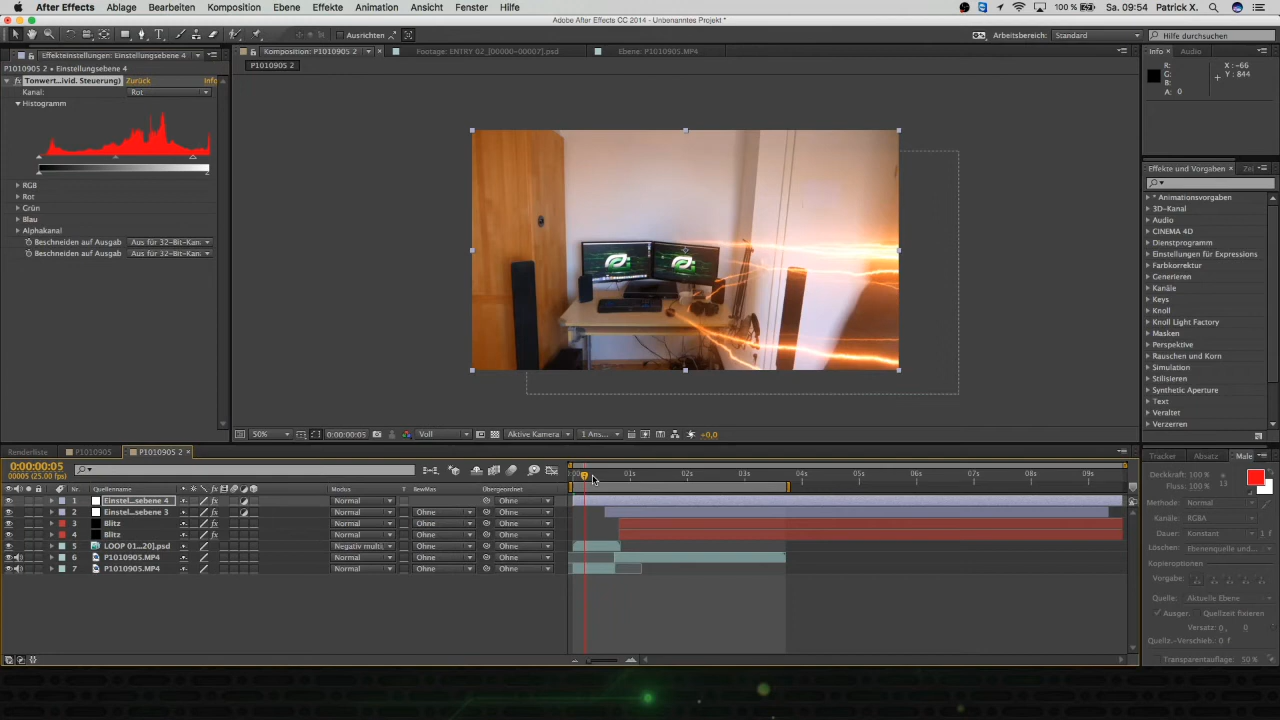 After Effects Ablage Bearbeiten Komposition Ebene Effekte Animation Ansicht Fenster Hilfe 100 % Sa. 09:54 Patrick X.
Adobe After Effects CC 2014 - Unbenanntes Projekt *
Ausrichten Arbeitsbereich: Standard Hilfe durchsuchen
Effekteinstellungen: Einstellungsebene 4
P1010905 2 • Einstellungsebene 4
Tonwert...ivid. Steuerung) Zurück Info
Kanal: Rot
Histogramm
RGB
Rot
Grün
Blau
Alphakanal
Beschneiden auf Ausgab Aus für 32-Bit-Kan
Beschneiden auf Ausgab Aus für 32-Bit-Kan
Komposition: P1010905 2 Footage: ENTRY 02_[00000-00007].psd Ebene: P1010905.MP4
P1010905 2
50% 0:00:00:05 Voll Aktive Kamera 1 Ans... +0,0
Info Audio
R:
G:
B:
A: 0
X: -66
Y: 844
Effekte und Vorgaben
* Animationsvorgaben
3D-Kanal
Audio
CINEMA 4D
Dienstprogramm
Einstellungen für Expressions
Farbkorrektur
Generieren
Kanäle
Keys
Knoll
Knoll Light Factory
Masken
Perspektive
Rauschen und Korn
Simulation
Stilisieren
Synthetic Aperture
Text
Veraltet
Verzerren
Renderliste P1010905 P1010905 2
0:00:00:05
00005 (25.00 fps)
Nr. Quellenname Modus T BewMas Übergeordnet
1 Einstel...sebene 4 Normal Ohne
2 Einstel...sebene 3 Normal Ohne Ohne
3 Blitz Normal Ohne Ohne
4 Blitz Normal Ohne Ohne
5 LOOP 01...20].psd Negativ multi Ohne Ohne
6 P1010905.MP4 Normal Ohne Ohne
7 P1010905.MP4 Normal Ohne Ohne
01s 02s 03s 04s 05s 06s 07s 08s 09s
Tracker Absatz Male
Deckkraft: 100 %
Fluss: 100 % 13
Methode: Normal
Kanäle: RGBA
Dauer: Konstant
Löschen: Ebenenquelle und...
Kopieroptionen
Vorgabe:
Quelle: Aktuelle Ebene
Ausger. Quellzeit fixieren
Versatz: 0 , 0
Quellz.-Verschieb.: 0 f
Transparentauflage: 50 %